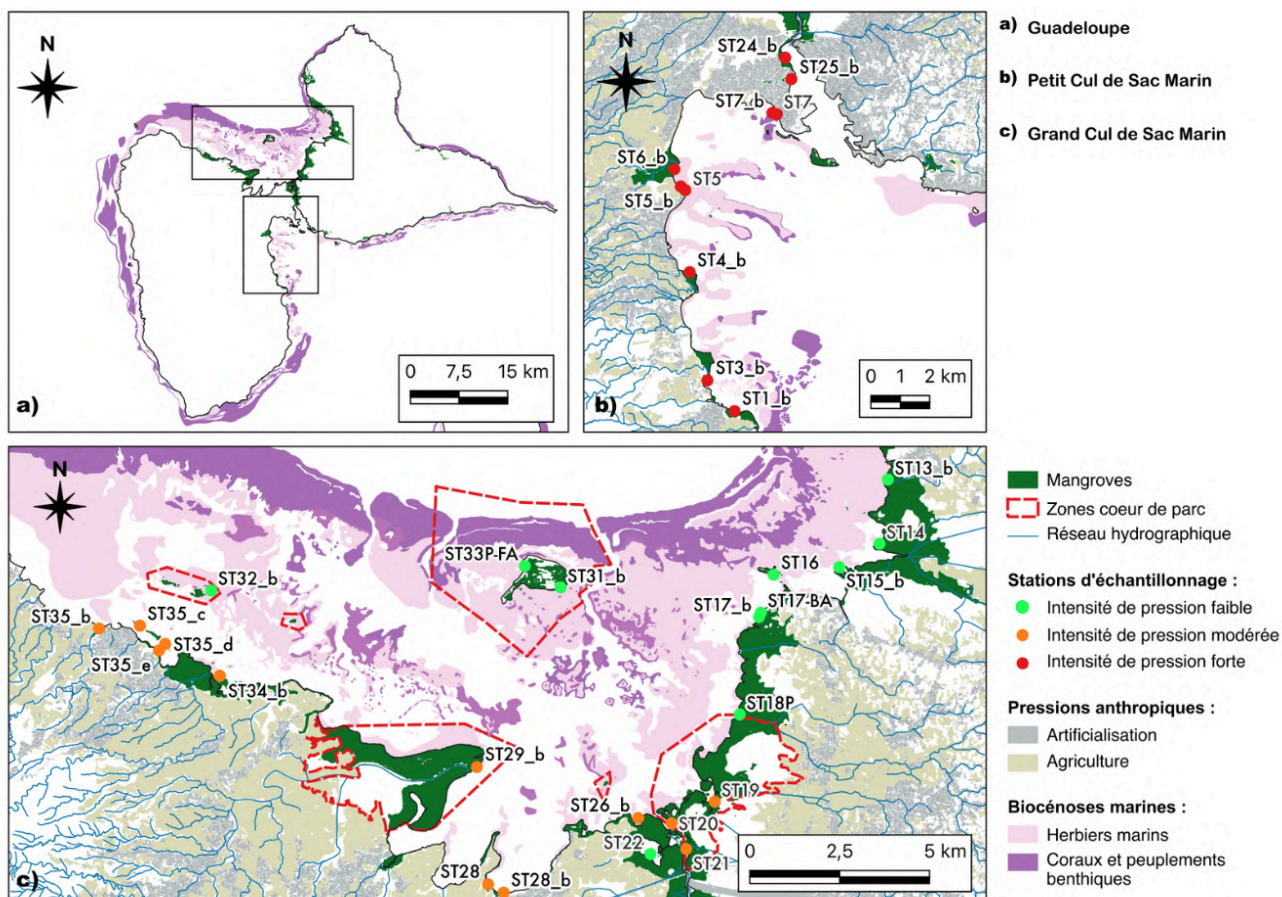 N
0 7,5 15 km
a)
N
ST24_b
ST25_b
ST7_b
ST7
ST6_b
ST5
ST5_b
ST4_b
ST3_b
ST1_b
0 1 2 km
b)
a) Guadeloupe
b) Petit Cul de Sac Marin
c) Grand Cul de Sac Marin
N
ST13_b
ST14
ST33P-FA
ST31_b
ST16
ST15_b
ST32_b
ST17_b
ST17-BA
ST35_b
ST35_c
ST35_d
ST35_e
ST34_b
ST18P
ST29_b
ST26_b
ST19
ST20
ST22
ST21
ST28
ST28_b
0 2,5 5 km
c)
Mangroves
Zones coeur de parc
Réseau hydrographique
Stations d'échantillonnage :
Intensité de pression faible
Intensité de pression modérée
Intensité de pression forte
Pressions anthropiques :
Artificialisation
Agriculture
Biocénoses marines :
Herbiers marins
Coraux et peuplements
benthiques